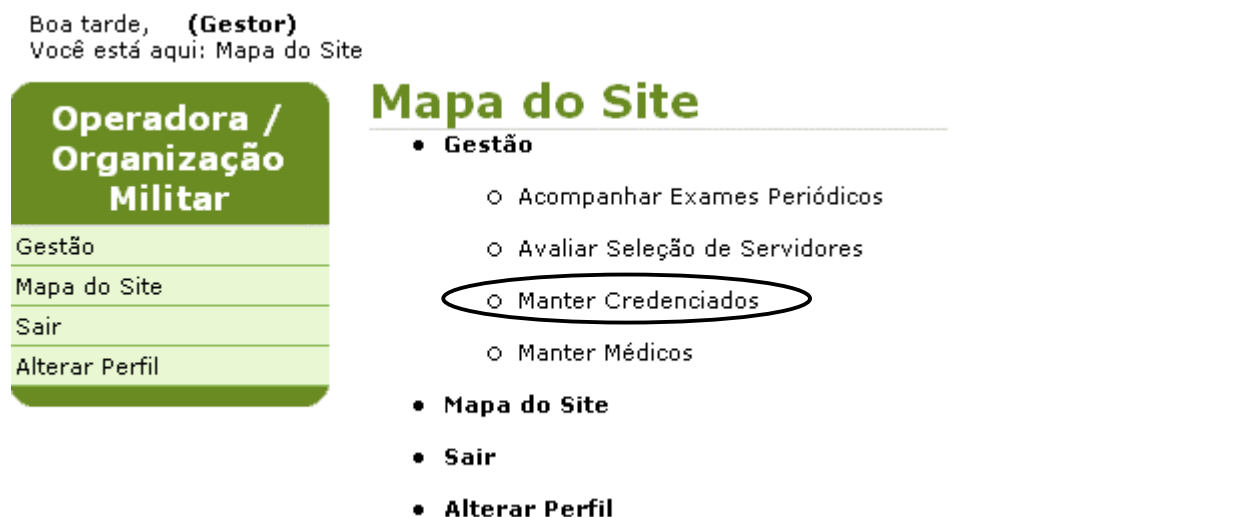 Boa tarde, (Gestor)
Você está aqui: Mapa do Site
Operadora /
Organização
Militar
Gestão
Mapa do Site
Sair
Alterar Perfil
Mapa do Site
Gestão
Acompanhar Exames Periódicos
Avaliar Seleção de Servidores
Manter Credenciados
Manter Médicos
Mapa do Site
Sair
Alterar Perfil